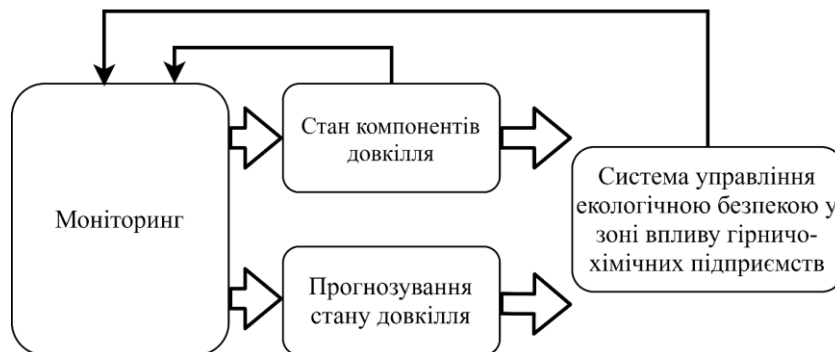 Моніторинг
Стан компонентів
довкілля
Прогнозування
стану довкілля
Система управління
екологічною безпекою у
зоні впливу гірничо-
хімічних підприємств